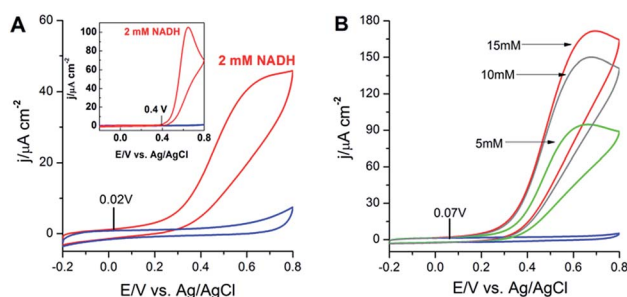 A
60
40
20
0
j/µA cm-2
2 mM NADH
100
80
60
40
20
0
j/µA cm-2
0.4 V
0.0
0.4
0.8
E/V vs. Ag/AgCl
2 mM NADH
0.02V
-0.2
0.0
0.2
0.4
0.6
0.8
E/V vs. Ag/AgCl
B
180
150
120
90
60
30
0
j/µA cm-2
15mM
10mM
5mM
0.07V
-0.2
0.0
0.2
0.4
0.6
0.8
E/V vs. Ag/AgCl